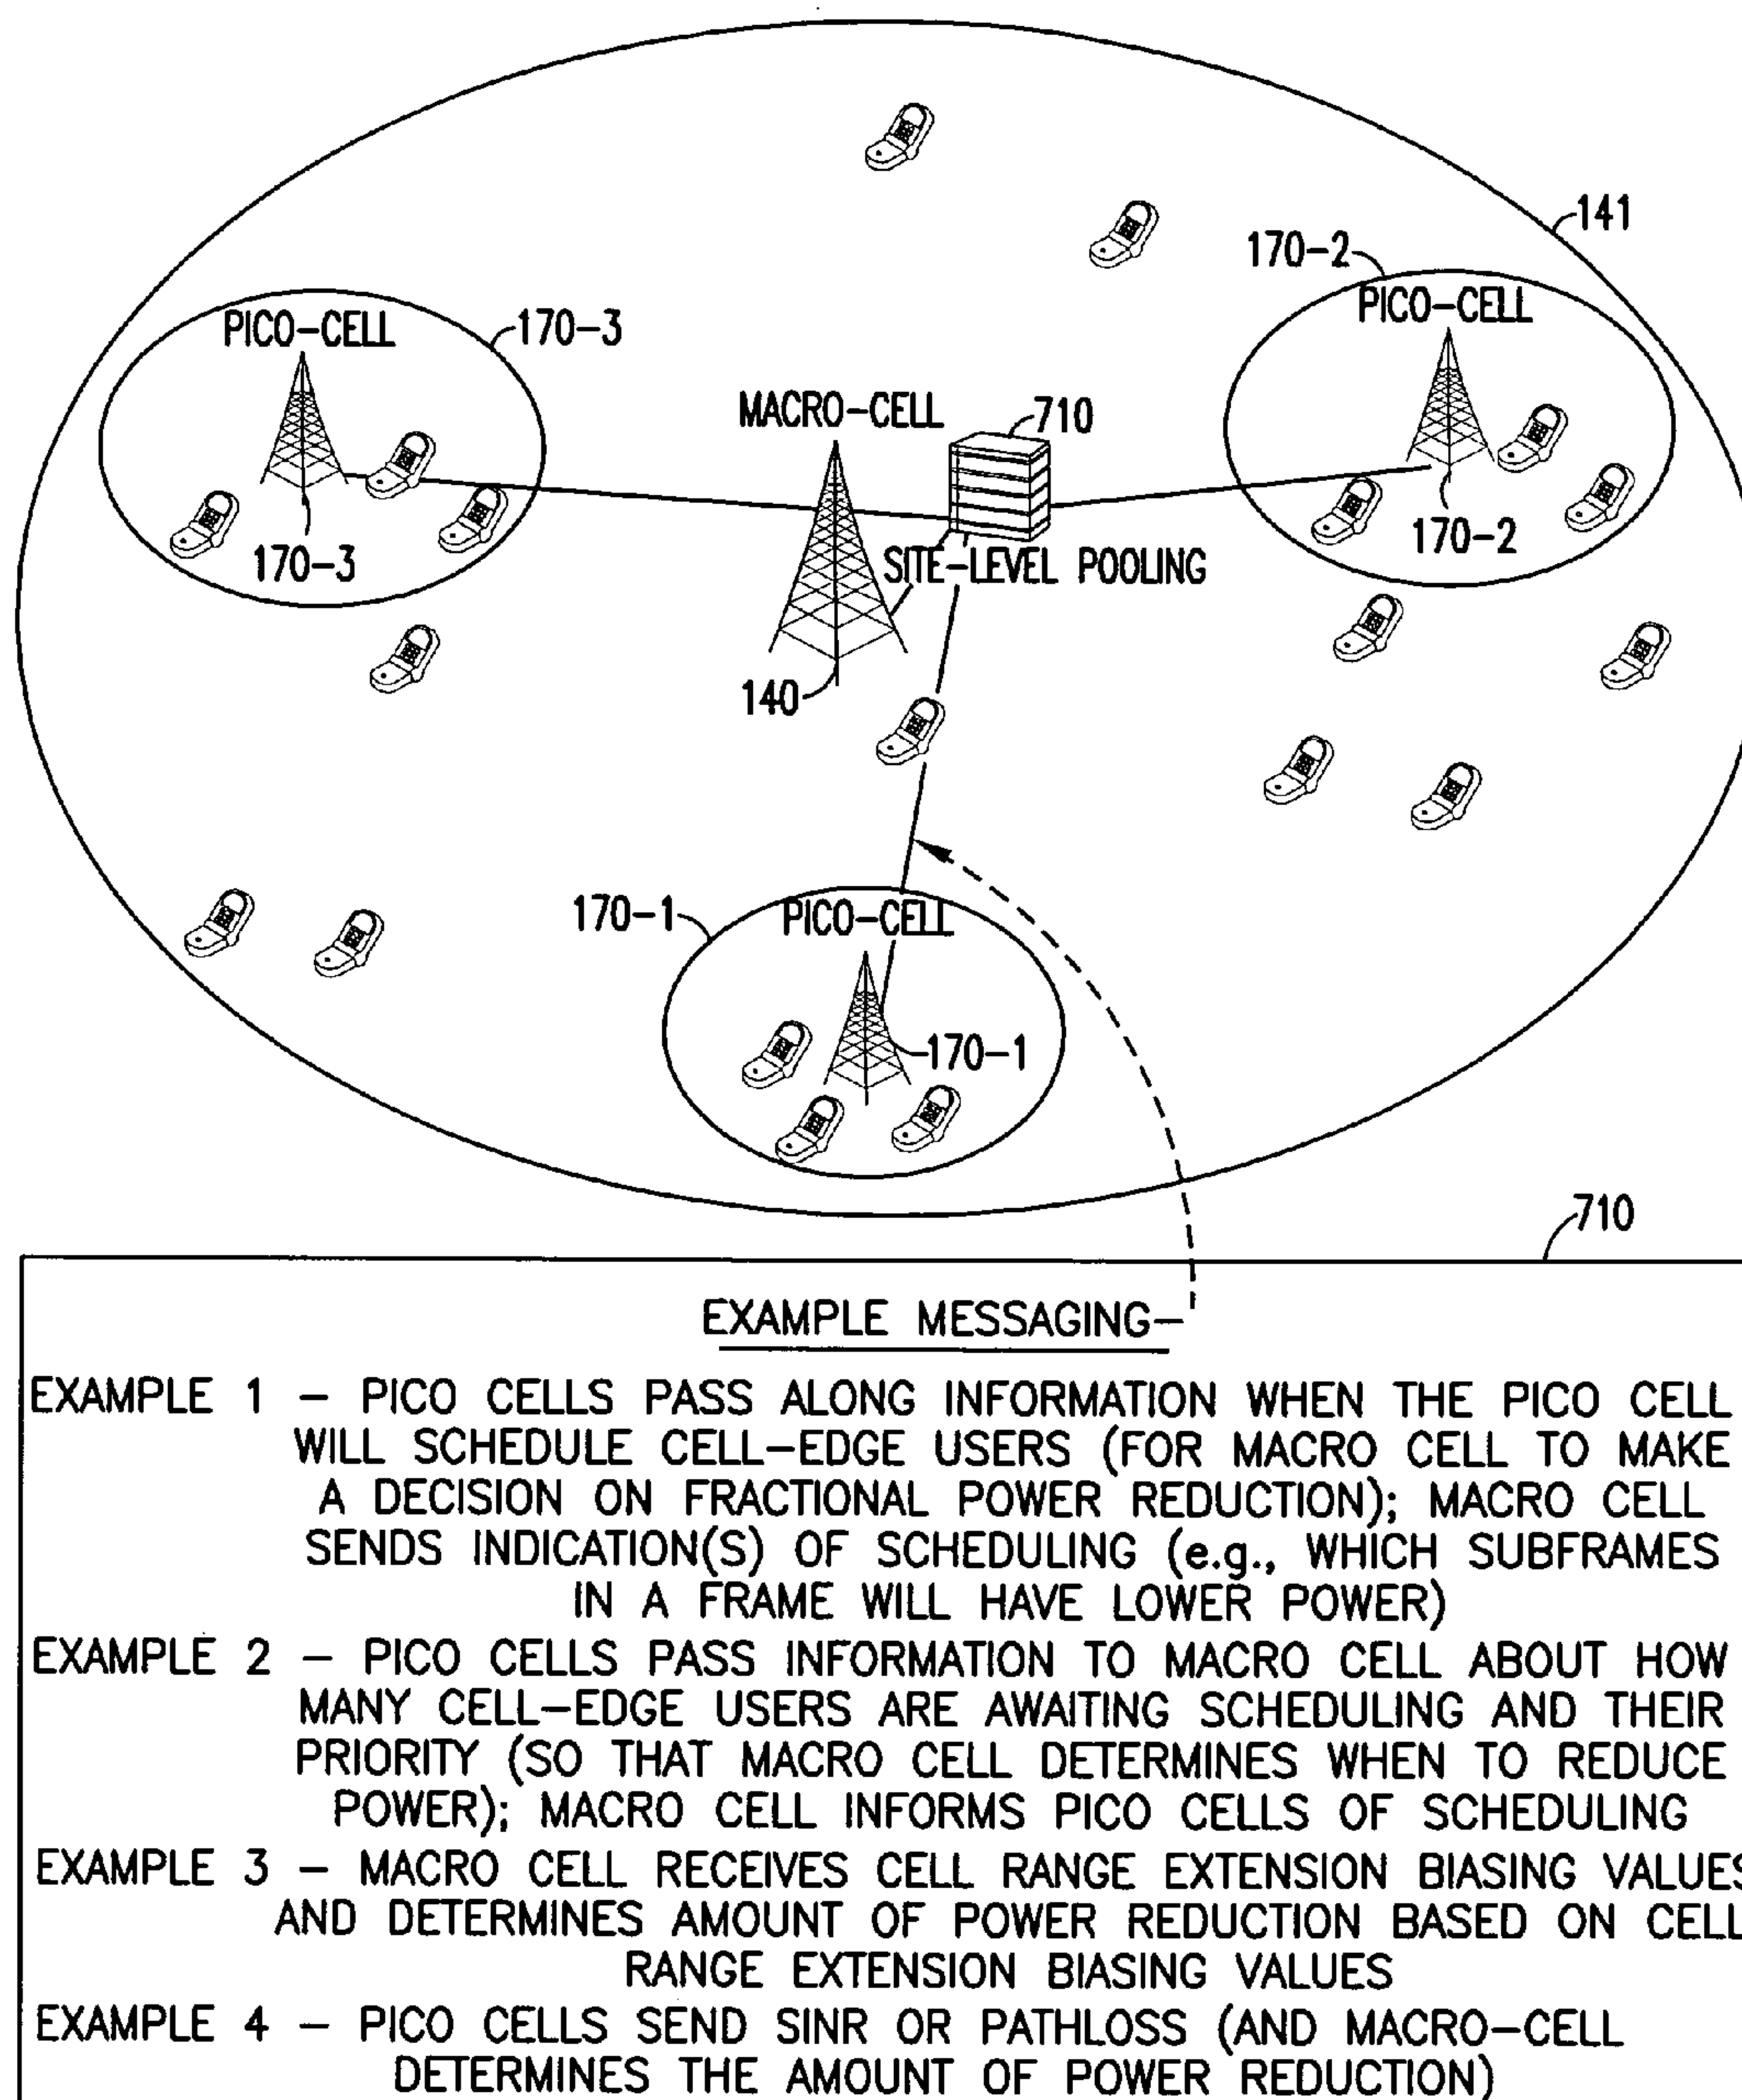 141
170-2
PICO-CELL
PICO-CELL
170-3
MACRO-CELL
710
170-3
170-2
SITE-LEVEL POOLING
140
170-1
PICO-CELL
170-1
710
EXAMPLE MESSAGING
EXAMPLE 1 – PICO CELLS PASS ALONG INFORMATION WHEN THE PICO CELL
WILL SCHEDULE CELL-EDGE USERS (FOR MACRO CELL TO MAKE
A DECISION ON FRACTIONAL POWER REDUCTION); MACRO CELL
SENDS INDICATION(S) OF SCHEDULING (e.g., WHICH SUBFRAMES
IN A FRAME WILL HAVE LOWER POWER)
EXAMPLE 2 – PICO CELLS PASS INFORMATION TO MACRO CELL ABOUT HOW
MANY CELL-EDGE USERS ARE AWAITING SCHEDULING AND THEIR
PRIORITY (SO THAT MACRO CELL DETERMINES WHEN TO REDUCE
POWER); MACRO CELL INFORMS PICO CELLS OF SCHEDULING
EXAMPLE 3 – MACRO CELL RECEIVES CELL RANGE EXTENSION BIASING VALUES
AND DETERMINES AMOUNT OF POWER REDUCTION BASED ON CELL
RANGE EXTENSION BIASING VALUES
EXAMPLE 4 – PICO CELLS SEND SINR OR PATHLOSS (AND MACRO-CELL
DETERMINES THE AMOUNT OF POWER REDUCTION)